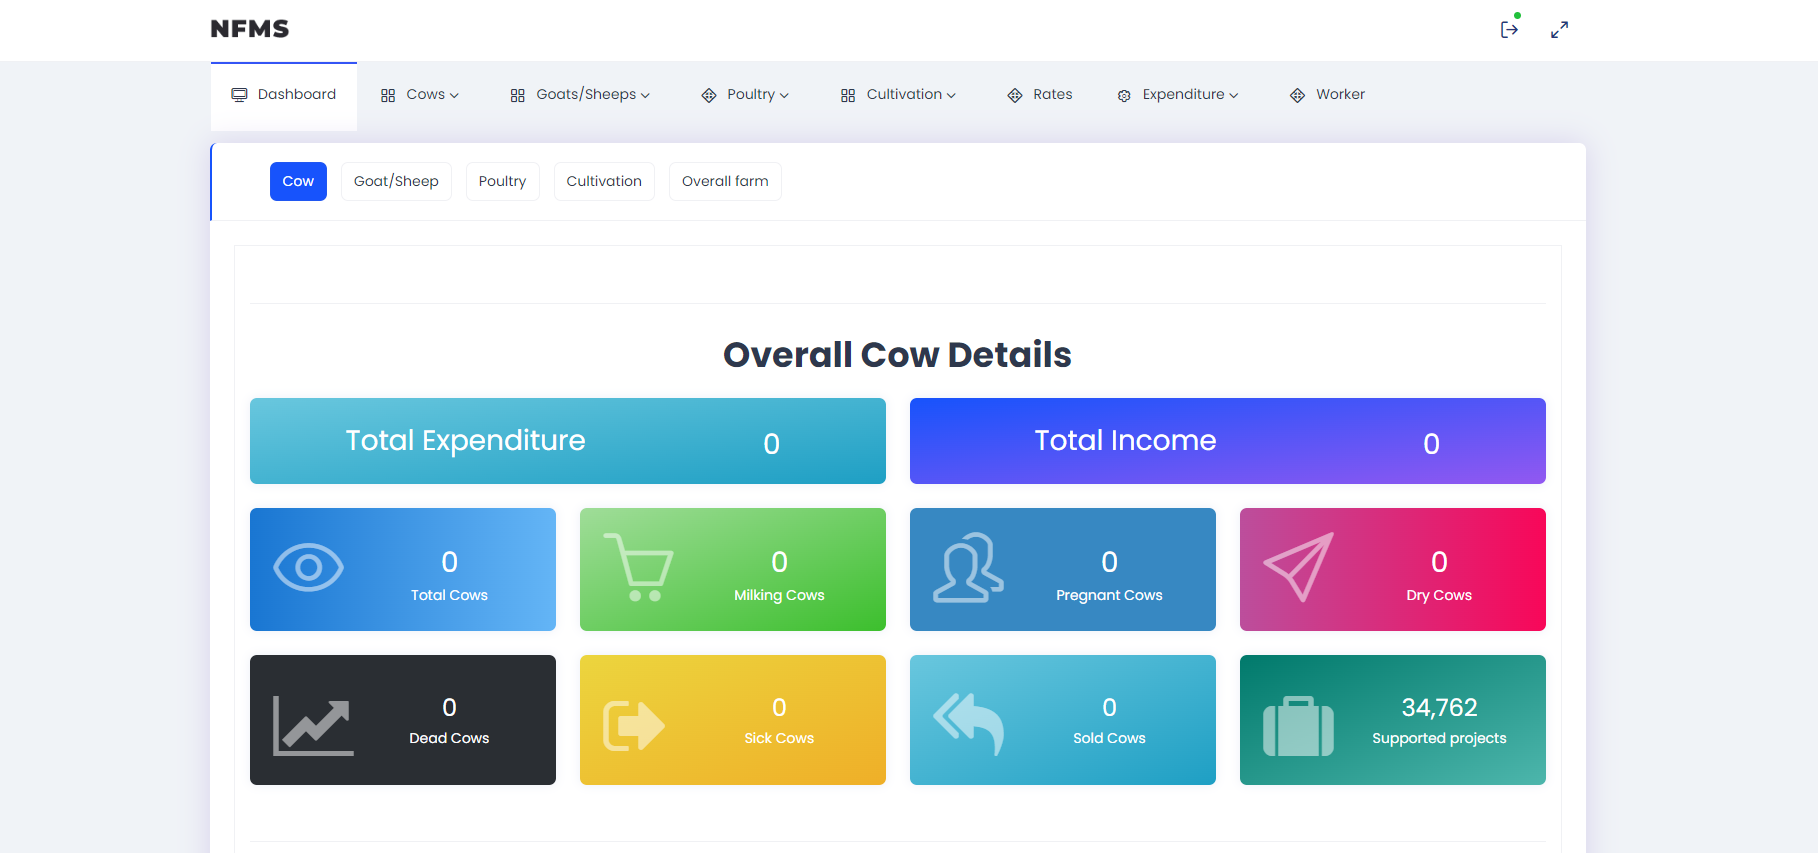 NFMS
Dashboard Cows Goats/Sheeps Poultry Cultivation Rates Expenditure Worker
Cow Goat/Sheep Poultry Cultivation Overall farm
Overall Cow Details
Total Expenditure 0 Total Income 0
0 0 0 0
Total Cows Milking Cows Pregnant Cows Dry Cows
0 0 0 34,762
Dead Cows Sick Cows Sold Cows Supported projects